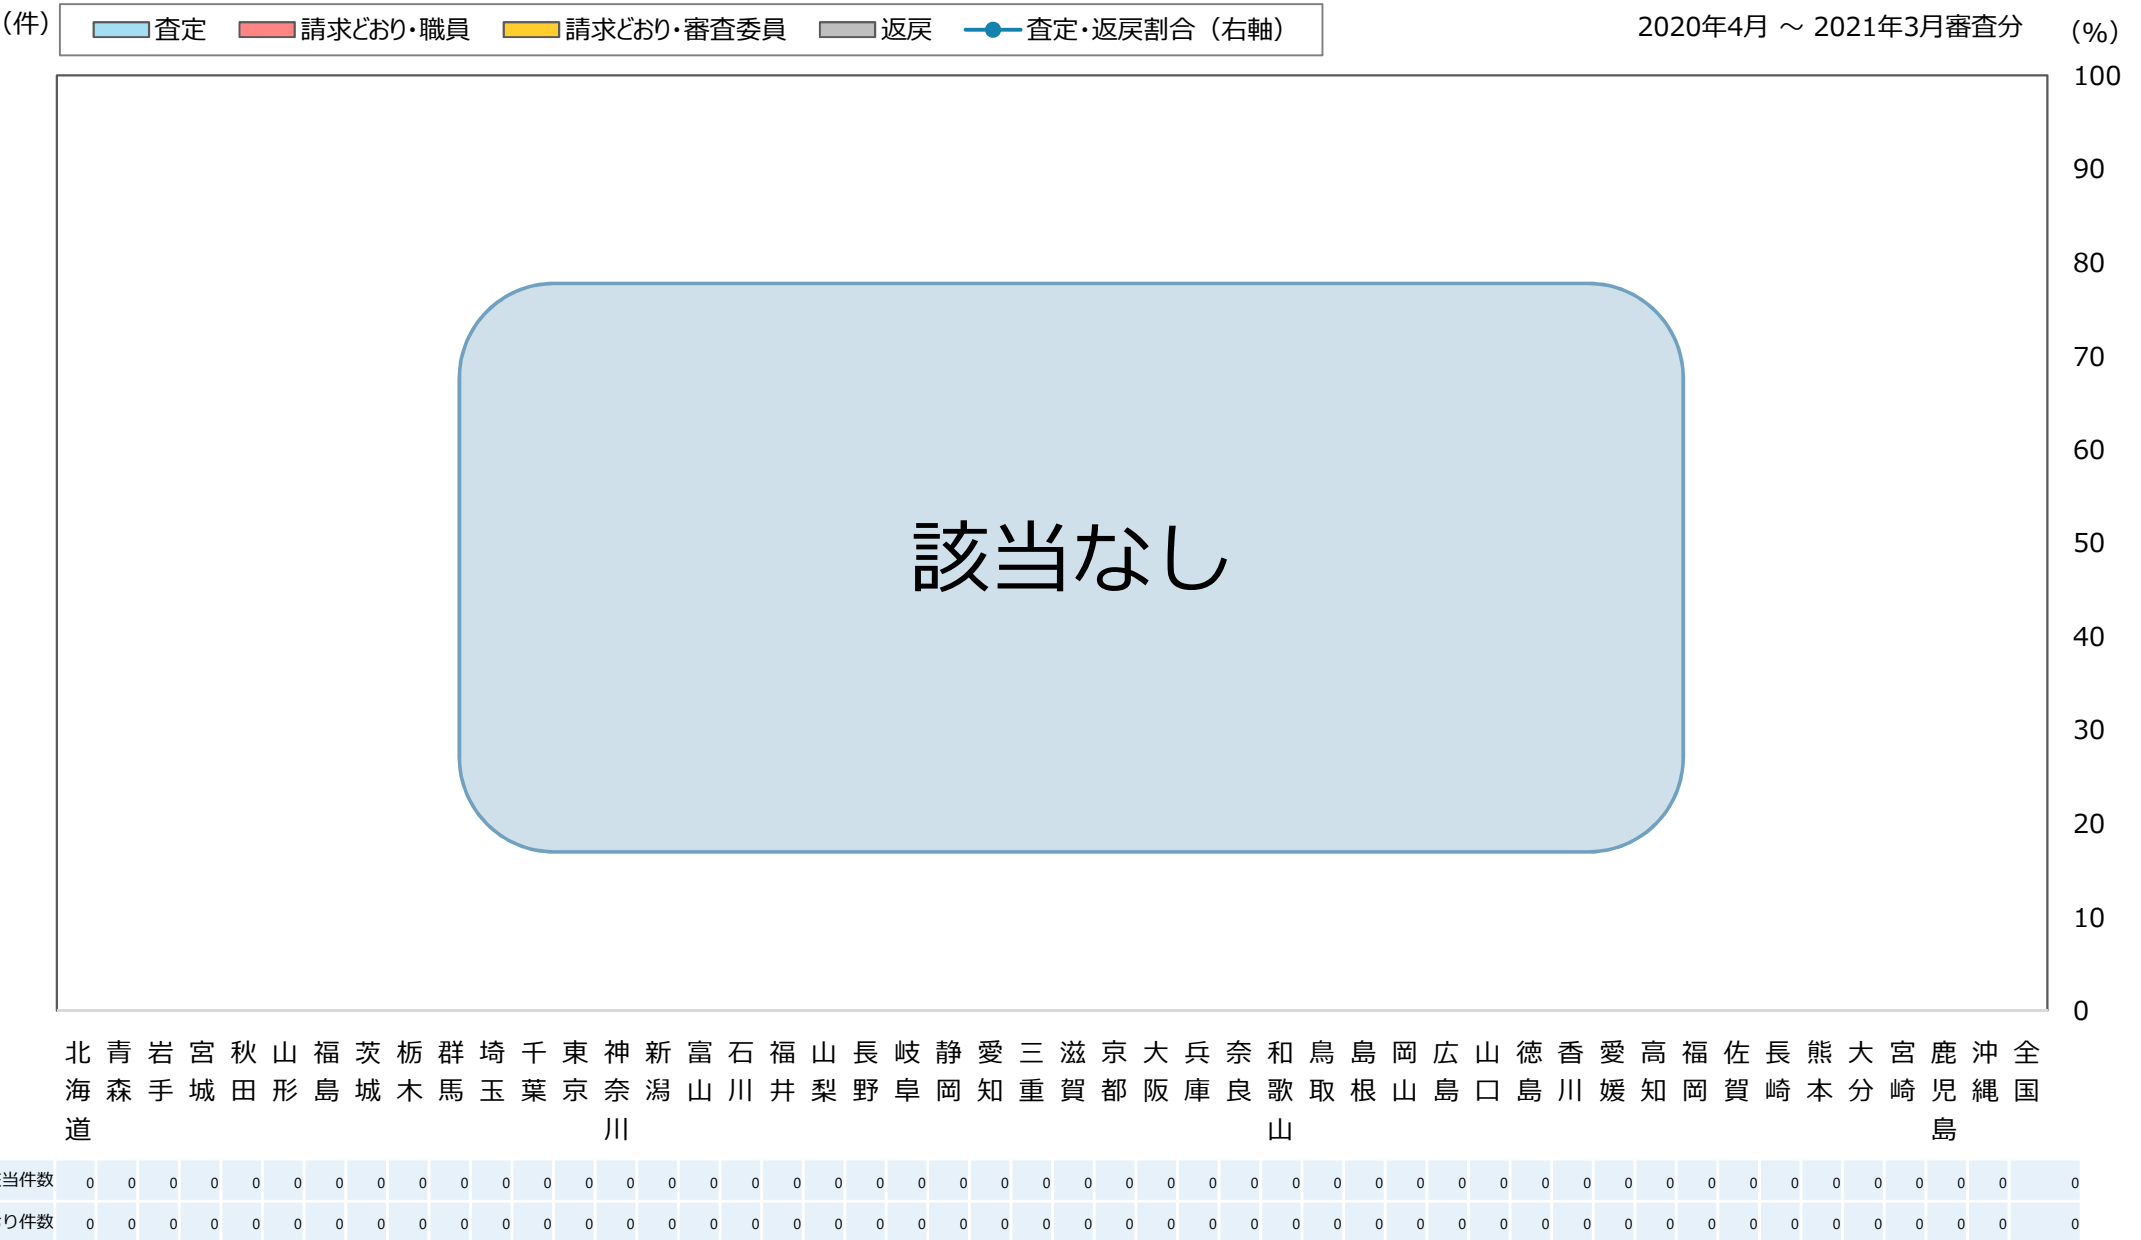 （件）
査定 請求どおり・職員 請求どおり・審査委員 返戻 査定・返戻割合（右軸）
2020年4月 ～ 2021年3月審査分
（%）
100
90
80
70
60
50
40
30
20
10
0
該当なし
北海道 青森 岩手 宮城 秋田 山形 福島 茨城 栃木 群馬 埼玉 千葉 東京 神奈川 新潟 富山 石川 福井 山梨 長野 岐阜 静岡 愛知 三重 滋賀 京都 大阪 兵庫 奈良 和歌山 鳥取 島根 岡山 広島 山口 徳島 香川 愛媛 高知 福岡 佐賀 長崎 熊本 大分 宮崎 鹿児島 沖縄 全国
当件数 0 0 0 0 0 0 0 0 0 0 0 0 0 0 0 0 0 0 0 0 0 0 0 0 0 0 0 0 0 0 0 0 0 0 0 0 0 0 0 0 0 0 0 0 0 0 0 0
り件数 0 0 0 0 0 0 0 0 0 0 0 0 0 0 0 0 0 0 0 0 0 0 0 0 0 0 0 0 0 0 0 0 0 0 0 0 0 0 0 0 0 0 0 0 0 0 0 0